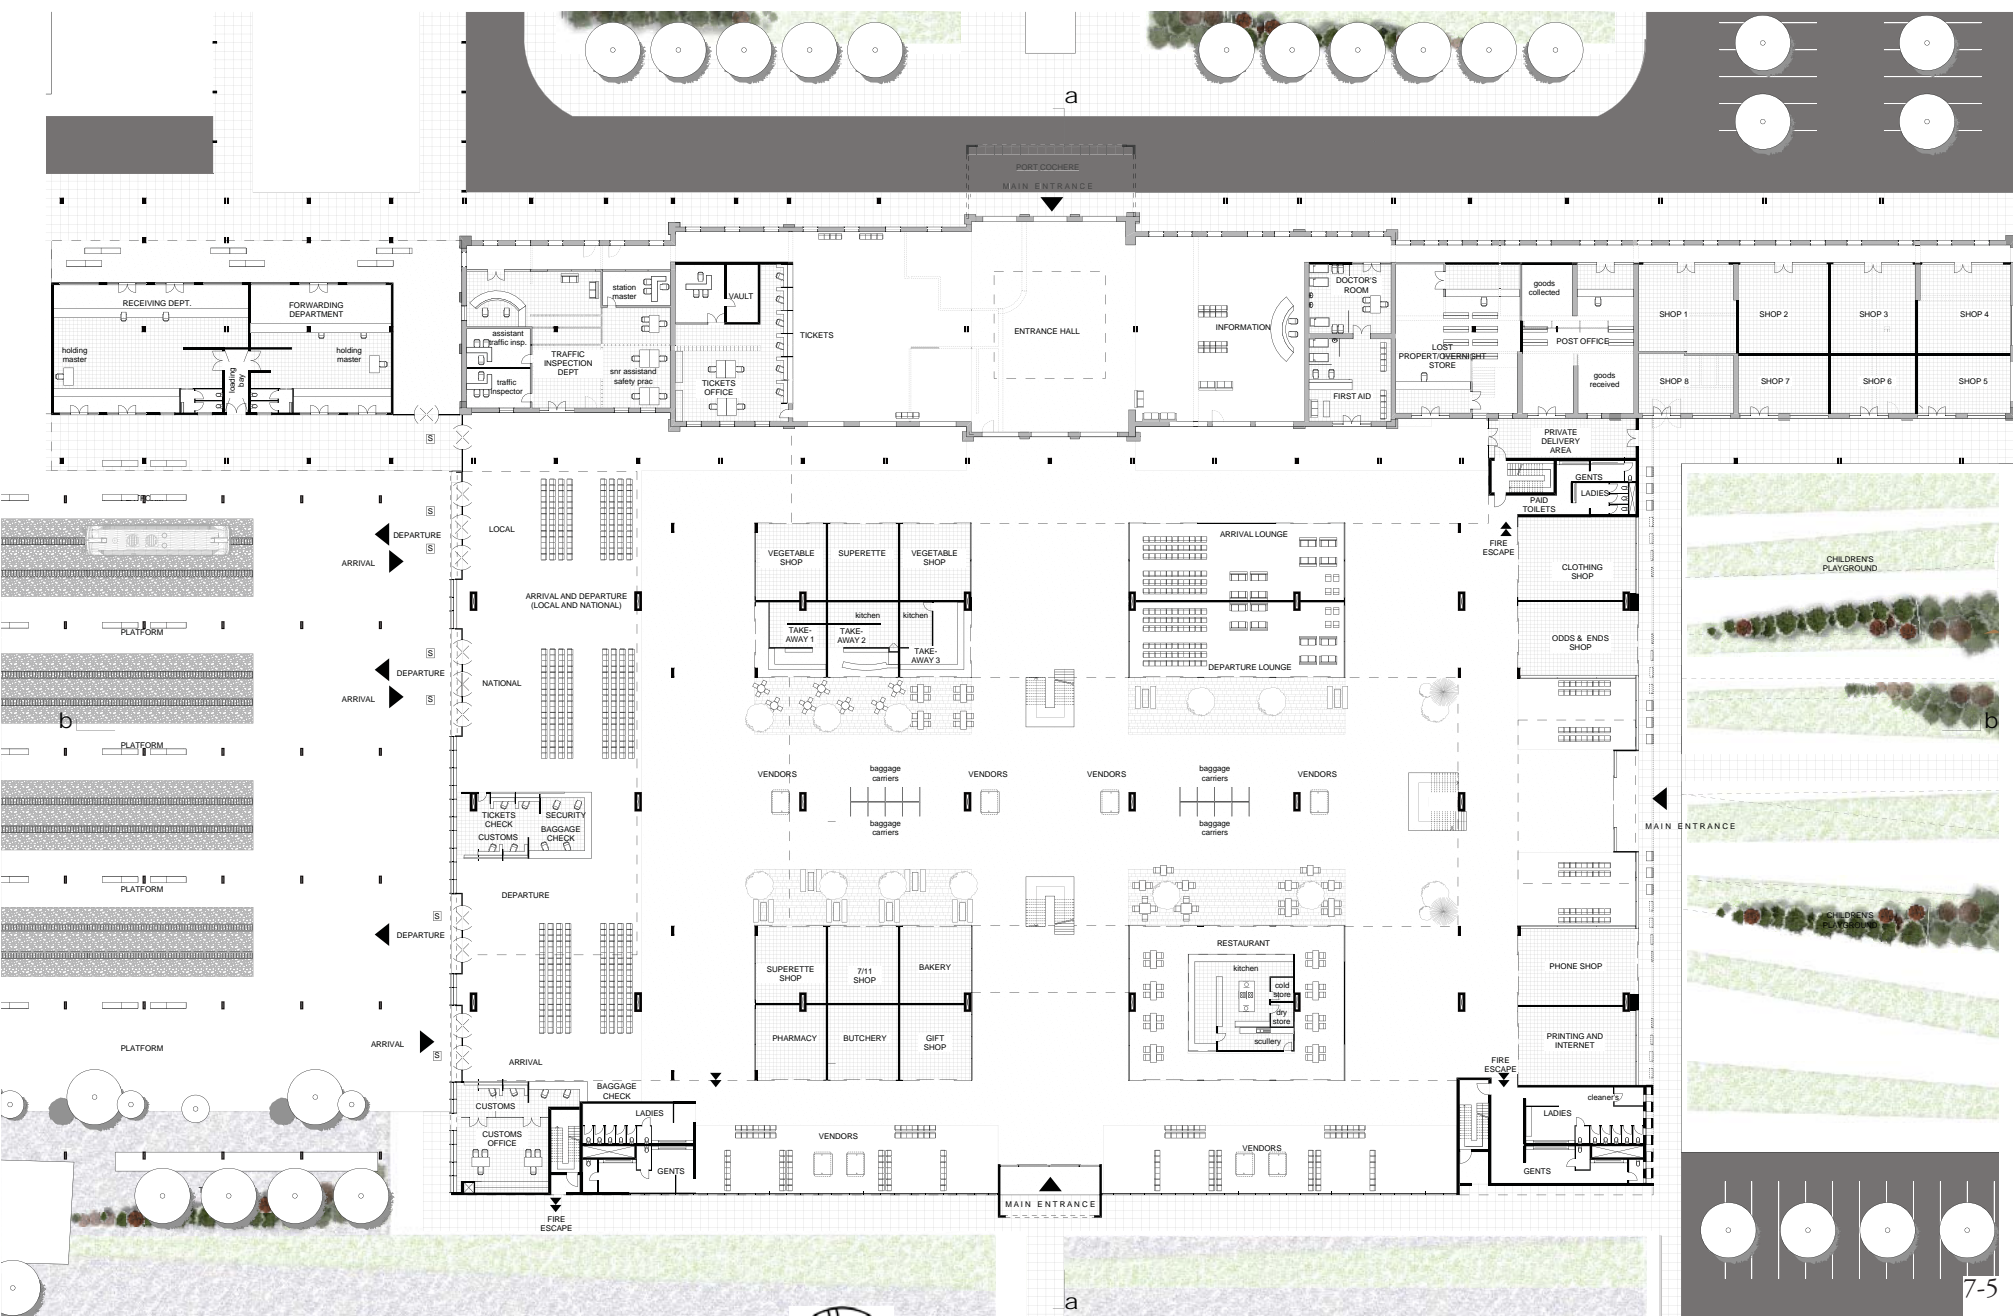 a
PORT COCHERE
MAIN ENTRANCE
RECEIVING DEPT.
FORWARDING
DEPARTMENT
holding
master
holding
master
loading
bay
station
master
assistant
traffic insp.
traffic
inspector
TRAFFIC
INSPECTION
DEPT
snr assistand
safety prac
VAULT
TICKETS
OFFICE
TICKETS
ENTRANCE HALL
INFORMATION
DOCTOR'S
ROOM
FIRST AID
LOST
PROPERT/OVERNIGHT
STORE
goods
collected
POST OFFICE
goods
received
SHOP 1
SHOP 2
SHOP 3
SHOP 4
SHOP 8
SHOP 7
SHOP 6
SHOP 5
PRIVATE
DELIVERY
AREA
GENTS
LADIES
PAID
TOILETS
FIRE
ESCAPE
S
S
S
S
S
S
S
DEPARTURE
ARRIVAL
LOCAL
ARRIVAL AND DEPARTURE
(LOCAL AND NATIONAL)
VEGETABLE
SHOP
SUPERETTE
VEGETABLE
SHOP
kitchen
kitchen
TAKE-
AWAY 1
TAKE-
AWAY 2
TAKE-
AWAY 3
ARRIVAL LOUNGE
DEPARTURE LOUNGE
CLOTHING
SHOP
ODDS & ENDS
SHOP
CHILDREN'S
PLAYGROUND
PLATFORM
DEPARTURE
ARRIVAL
NATIONAL
b
b
PLATFORM
VENDORS
baggage
carriers
VENDORS
VENDORS
baggage
carriers
VENDORS
baggage
carriers
baggage
carriers
TICKETS
CHECK
SECURITY
CUSTOMS
BAGGAGE
CHECK
MAIN ENTRANCE
PLATFORM
DEPARTURE
DEPARTURE
CHILDREN'S
PLAYGROUND
SUPERETTE
SHOP
7/11
SHOP
BAKERY
PHARMACY
BUTCHERY
GIFT
SHOP
RESTAURANT
kitchen
cold
store
dry
store
scullery
PHONE SHOP
PRINTING AND
INTERNET
PLATFORM
ARRIVAL
ARRIVAL
FIRE
ESCAPE
BAGGAGE
CHECK
CUSTOMS
CUSTOMS
OFFICE
LADIES
GENTS
VENDORS
VENDORS
cleaners
LADIES
GENTS
MAIN ENTRANCE
FIRE
ESCAPE
7-5
a